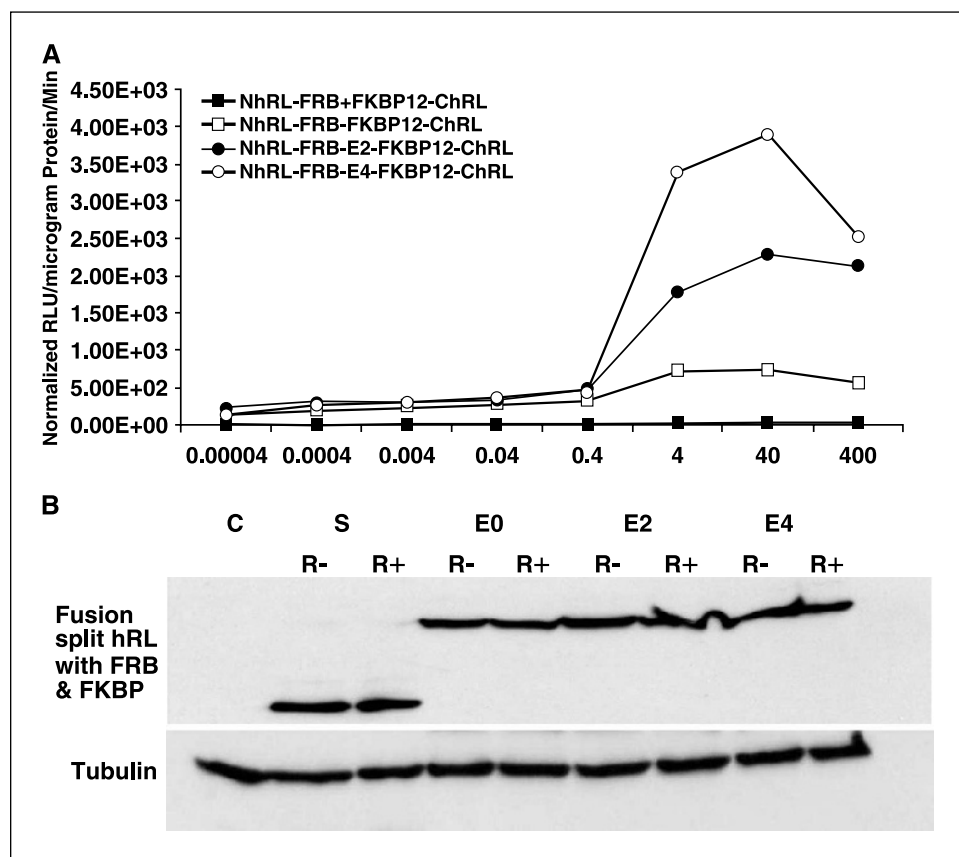 A
Normalized RLU/microgram Protein/Min
4.50E+03
4.00E+03
3.50E+03
3.00E+03
2.50E+03
2.00E+03
1.50E+03
1.00E+03
5.00E+02
0.00E+00
NhRL-FRB+FKBP12-ChRL
NhRL-FRB-FKBP12-ChRL
NhRL-FRB-E2-FKBP12-ChRL
NhRL-FRB-E4-FKBP12-ChRL
0.00004 0.0004 0.004 0.04 0.4 4 40 400
B
C S E0 E2 E4
R- R+ R- R+ R- R+ R- R+
Fusion
split hRL
with FRB
& FKBP
Tubulin